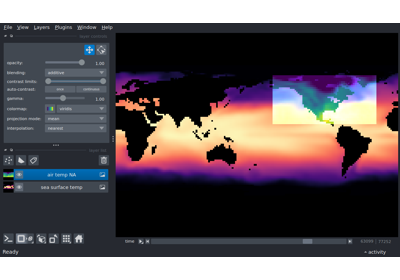 File View Layers Plugins Window Help
layer controls
opacity: 1.00
blending: additive
contrast limits:
auto-contrast: once continuous
gamma: 1.00
colormap: viridis
projection mode: mean
interpolation: nearest
layer list
air temp NA
sea surface temp
time
Ready
activity